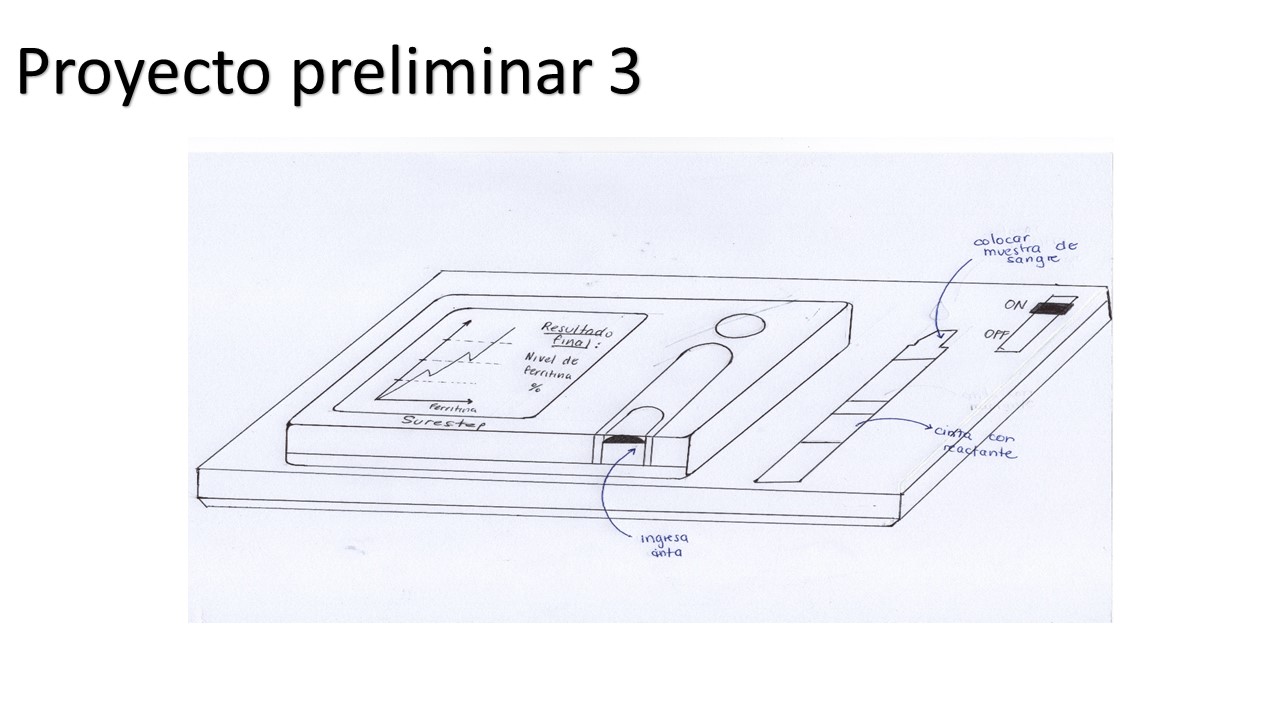 Proyecto preliminar 3
colocar
muestra de
sangre
ON
OFF
Resultado
final:
Nivel de
ferritina
%
Ferritina
Surestep
cinta con
reactante
ingresa
cinta